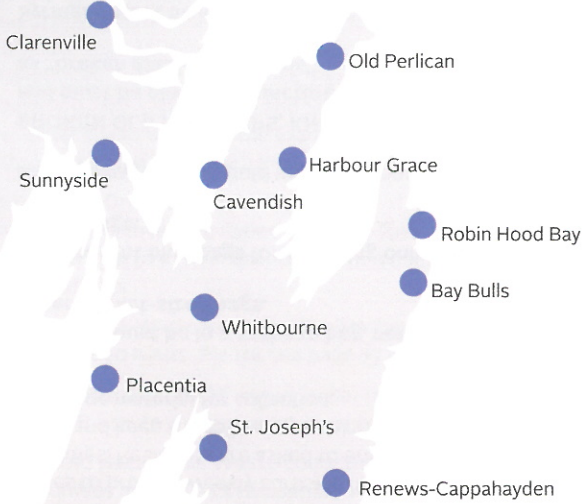 Clarenville
Old Perlican
Harbour Grace
Sunnyside
Cavendish
Robin Hood Bay
Bay Bulls
Whitbourne
Placentia
St. Joseph's
Renews-Cappahayden